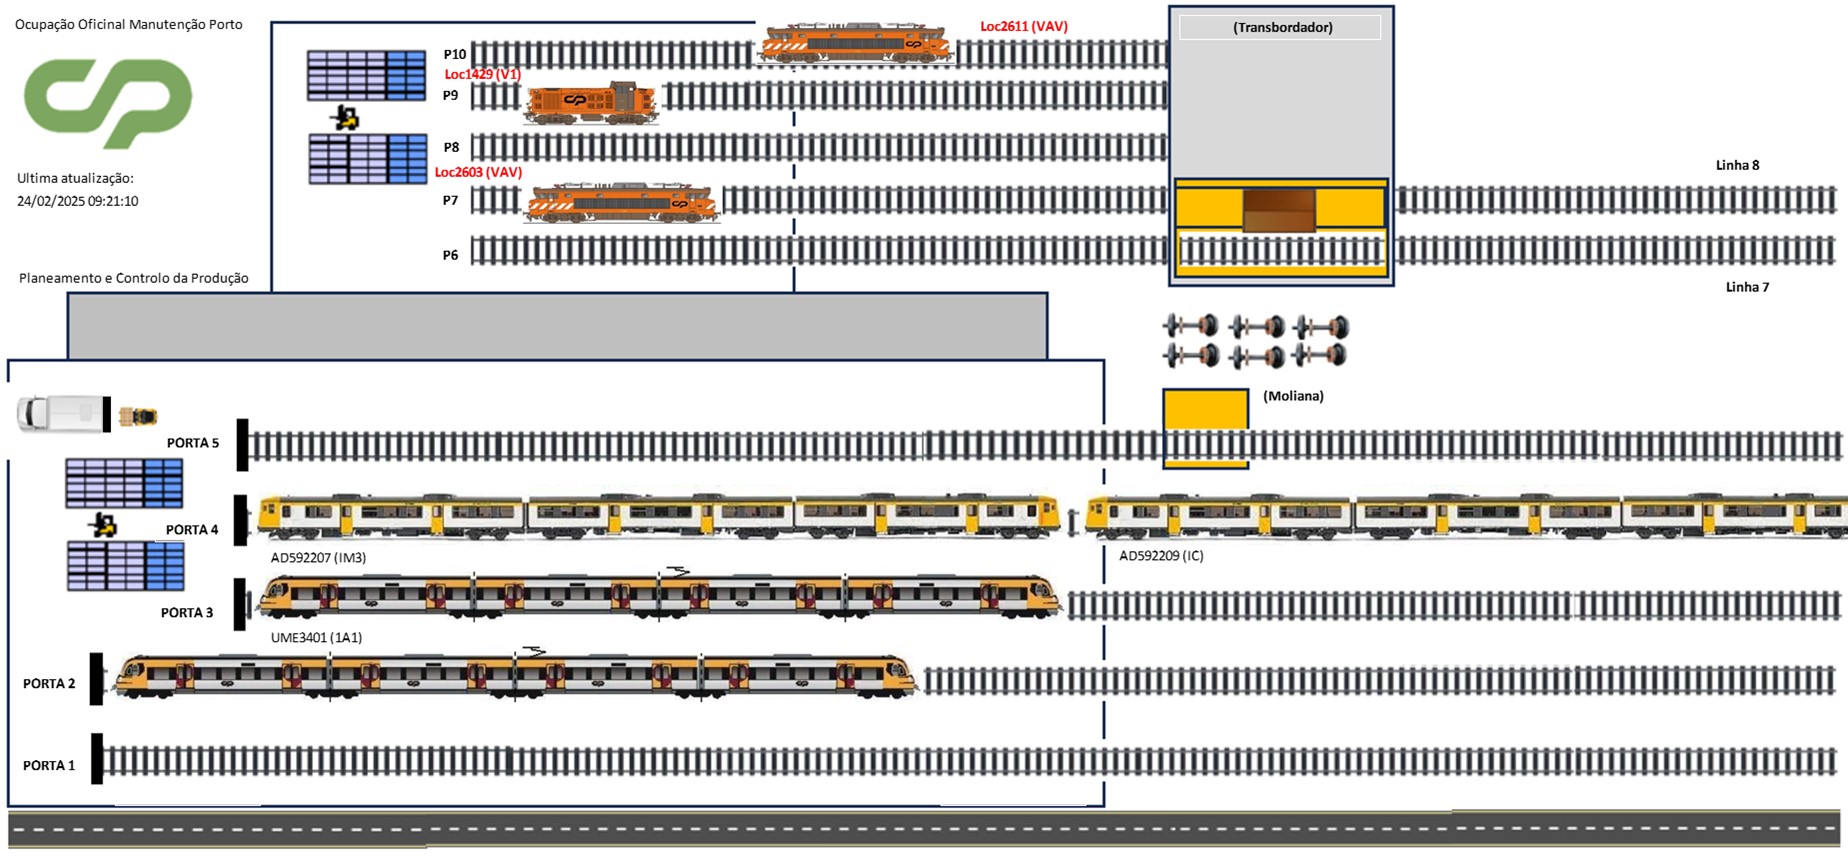 Ocupação Oficinal Manutenção Porto
Loc2611 (VAV)
(Transbordador)
P10
Loc1429 (V1)
P9
P8
Linha 8
Loc2603 (VAV)
Ultima atualização:
24/02/2025 09:21:10
P7
P6
Planeamento e Controlo da Produção
Linha 7
(Moliana)
PORTA 5
PORTA 4
AD592207 (IM3)
AD592209 (IC)
PORTA 3
UME3401 (1A1)
PORTA 2
PORTA 1